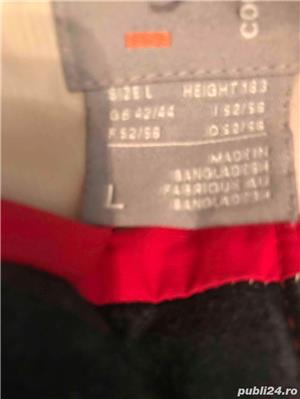 CO
SIZE L HEIGHT 183
GB 42/44 I 52/56
F 52/56 D 52/56
L
MADE IN
BANGLADESH
FABRIQUE AU
BANGLADESH
publi24.ro